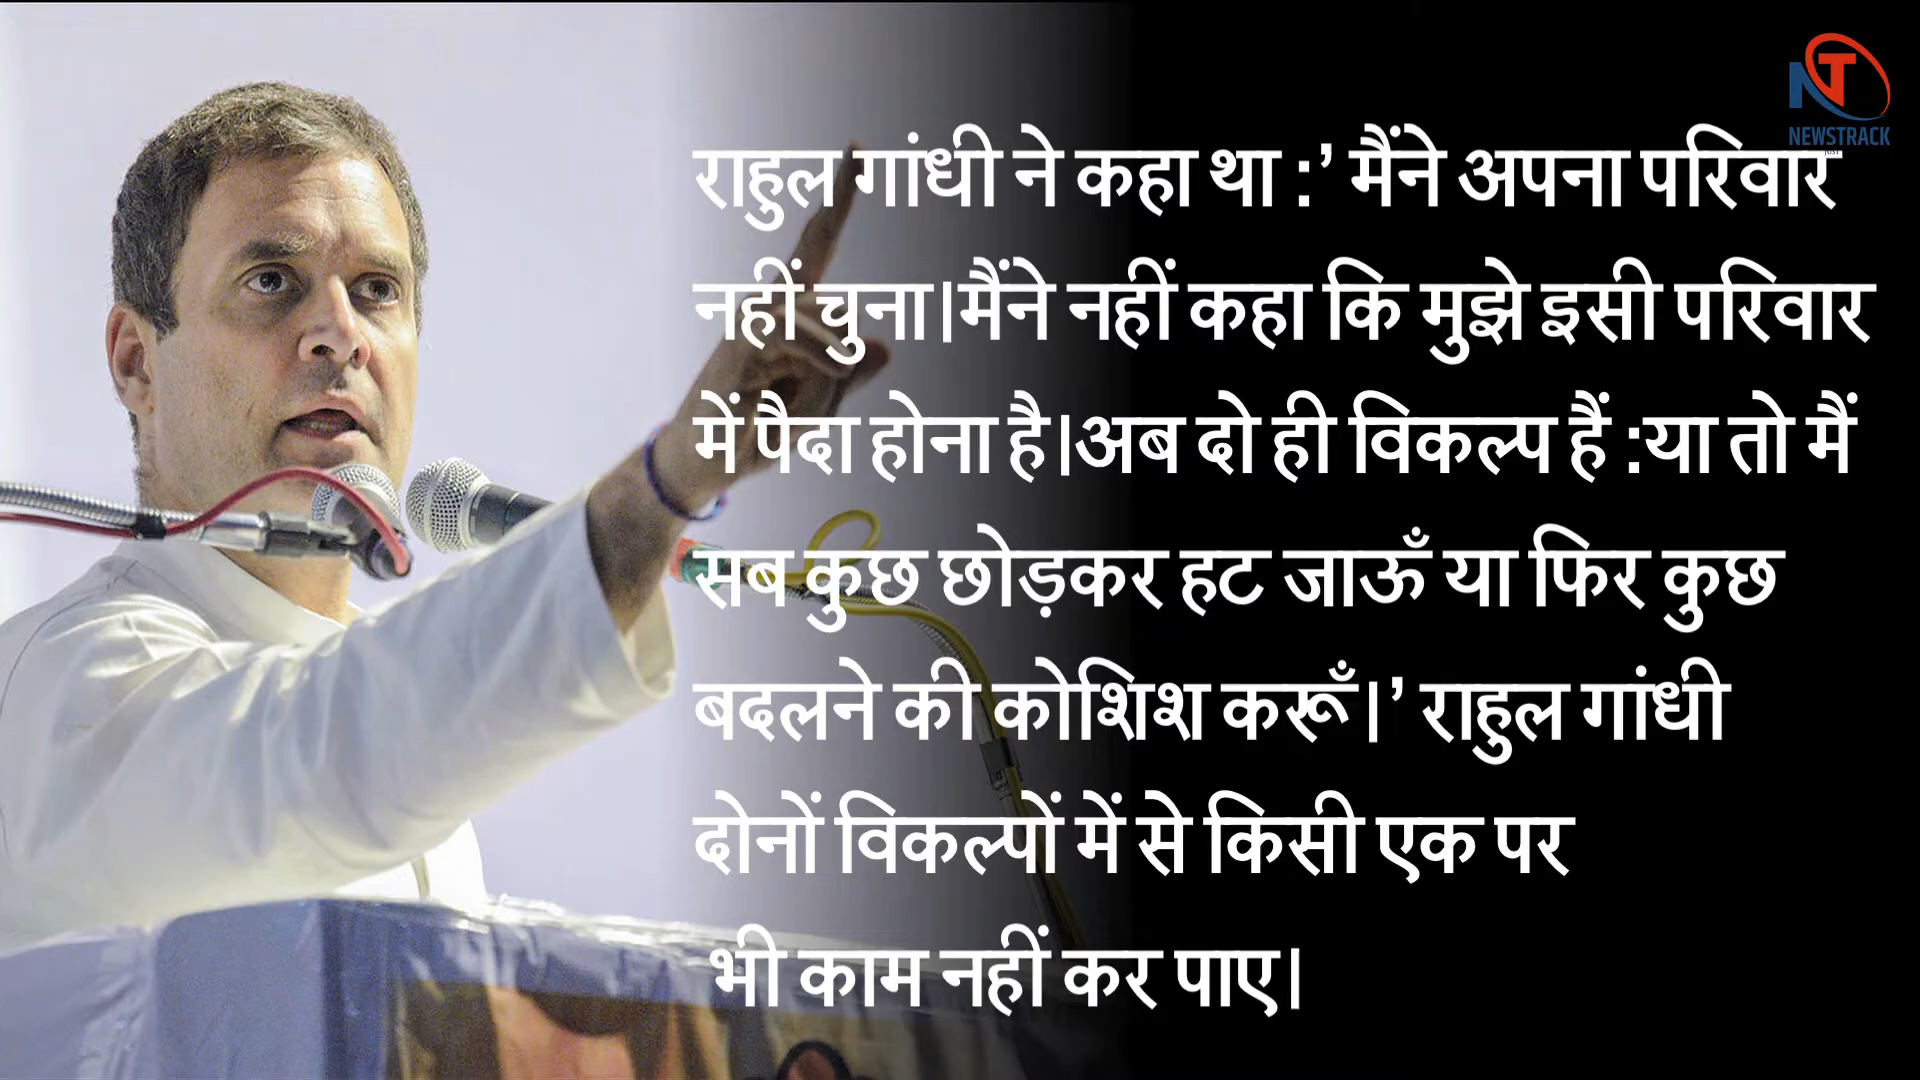 NT
NEWSTRACK
राहुल गांधी ने कहा था :’ मैंने अपना परिवार
नहीं चुना।मैंने नहीं कहा कि मुझे इसी परिवार
में पैदा होना है।अब दो ही विकल्प हैं :या तो मैं
सब कुछ छोड़कर हट जाऊँ या फिर कुछ
बदलने की कोशिश करूँ।’ राहुल गांधी
दोनों विकल्पों में से किसी एक पर
भी काम नहीं कर पाए।